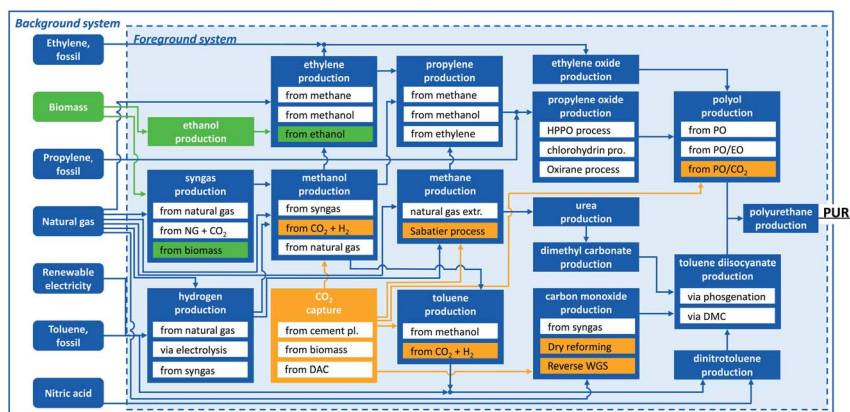 Background system
Foreground system
Ethylene,
fossil
Biomass
Propylene,
fossil
Natural gas
Renewable
electricity
Toluene,
fossil
Nitric acid
ethanol
production
syngas
production
from natural gas
from NG + CO₂
from biomass
hydrogen
production
from natural gas
via electrolysis
from syngas
ethylene
production
from methane
from methanol
from ethanol
methanol
production
from syngas
from CO₂ + H₂
from natural gas
CO₂
capture
from cement pl.
from biomass
from DAC
propylene
production
from methane
from methanol
from ethylene
methane
production
natural gas extr.
Sabatier process
toluene
production
from methanol
from CO₂ + H₂
ethylene oxide
production
propylene oxide
production
HPPO process
chlorohydrin pro.
Oxirane process
urea
production
dimethyl carbonate
production
carbon monoxide
production
from syngas
Dry reforming
Reverse WGS
polyol
production
from PO
from PO/EO
from PO/CO₂
polyurethane
production
PUR
toluene diisocyanate
production
via phosgenation
via DMC
dinitrotoluene
production